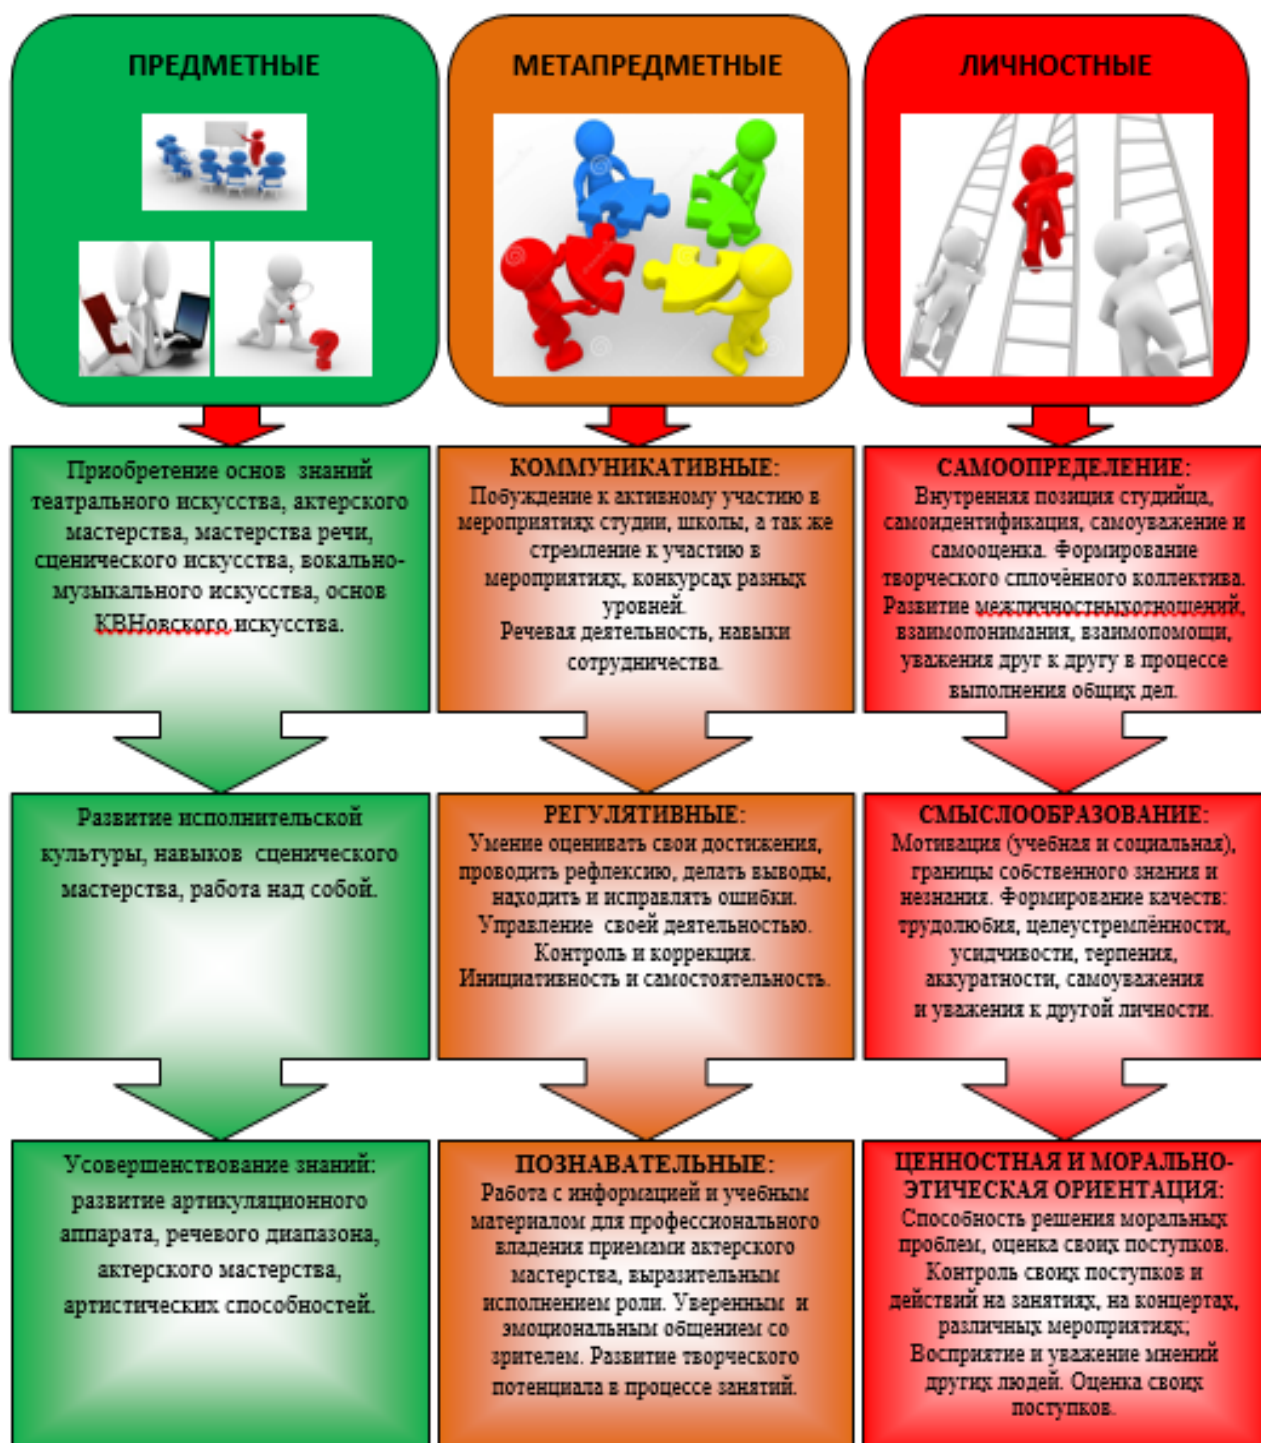 ПРЕДМЕТНЫЕ
Приобретение основ знаний
театрального искусства, актерского
мастерства, мастерства речи,
сценического искусства, вокально-
музыкального искусства, основ
КВНовского искусства.
Развитие исполнительской
культуры, навыков сценического
мастерства, работа над собой.
Усовершенствование знаний:
развитие артикуляционного
аппарата, речевого диапазона,
актерского мастерства,
артистических способностей.
МЕТАПРЕДМЕТНЫЕ
КОММУНИКАТИВНЫЕ:
Побуждение к активному участию в
мероприятиях студии, школы, а так же
стремление к участию в
мероприятиях, конкурсах разных
уровней.
Речевая деятельность, навыки
сотрудничества.
РЕГУЛЯТИВНЫЕ:
Умение оценивать свои достижения,
проводить рефлексию, делать выводы,
находить и исправлять ошибки.
Управление своей деятельностью.
Контроль и коррекция.
Инициативность и самостоятельность.
ПОЗНАВАТЕЛЬНЫЕ:
Работа с информацией и учебным
материалом для профессионального
владения приемами актерского
мастерства, выразительным
исполнением роли. Уверенным и
эмоциональным общением со
зрителем. Развитие творческого
потенциала в процессе занятий.
ЛИЧНОСТНЫЕ
САМООПРЕДЕЛЕНИЕ:
Внутренняя позиция студийца,
самоидентификация, самоуважение и
самооценка. Формирование
творческого сплочённого коллектива.
Развитие межличностныхотношений,
взаимопонимания, взаимопомощи,
уважения друг к другу в процессе
выполнения общих дел.
СМЫСЛООБРАЗОВАНИЕ:
Мотивация (учебная и социальная),
границы собственного знания и
незнания. Формирование качеств:
трудолюбия, целеустремлённости,
усидчивости, терпения,
аккуратности, самоуважения
и уважения к другой личности.
ЦЕННОСТНАЯ И МОРАЛЬНО-
ЭТИЧЕСКАЯ ОРИЕНТАЦИЯ:
Способность решения моральных
проблем, оценка своих поступков.
Контроль своих поступков и
действий на занятиях, на концертах,
различных мероприятиях;
Восприятие и уважение мнений
других людей. Оценка своих
поступков.